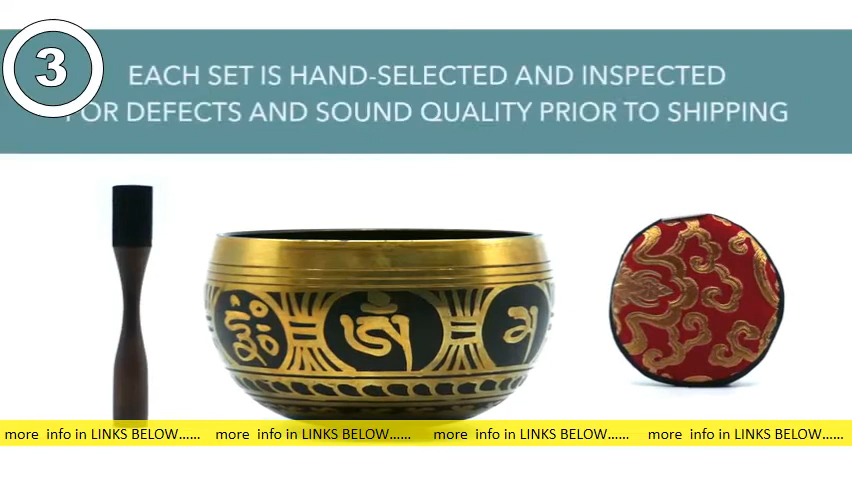 3
EACH SET IS HAND-SELECTED AND INSPECTED
FOR DEFECTS AND SOUND QUALITY PRIOR TO SHIPPING
ༀ
more info in LINKS BELOW...... more info in LINKS BELOW...... more info in LINKS BELOW...... more info in LINKS BELOW......